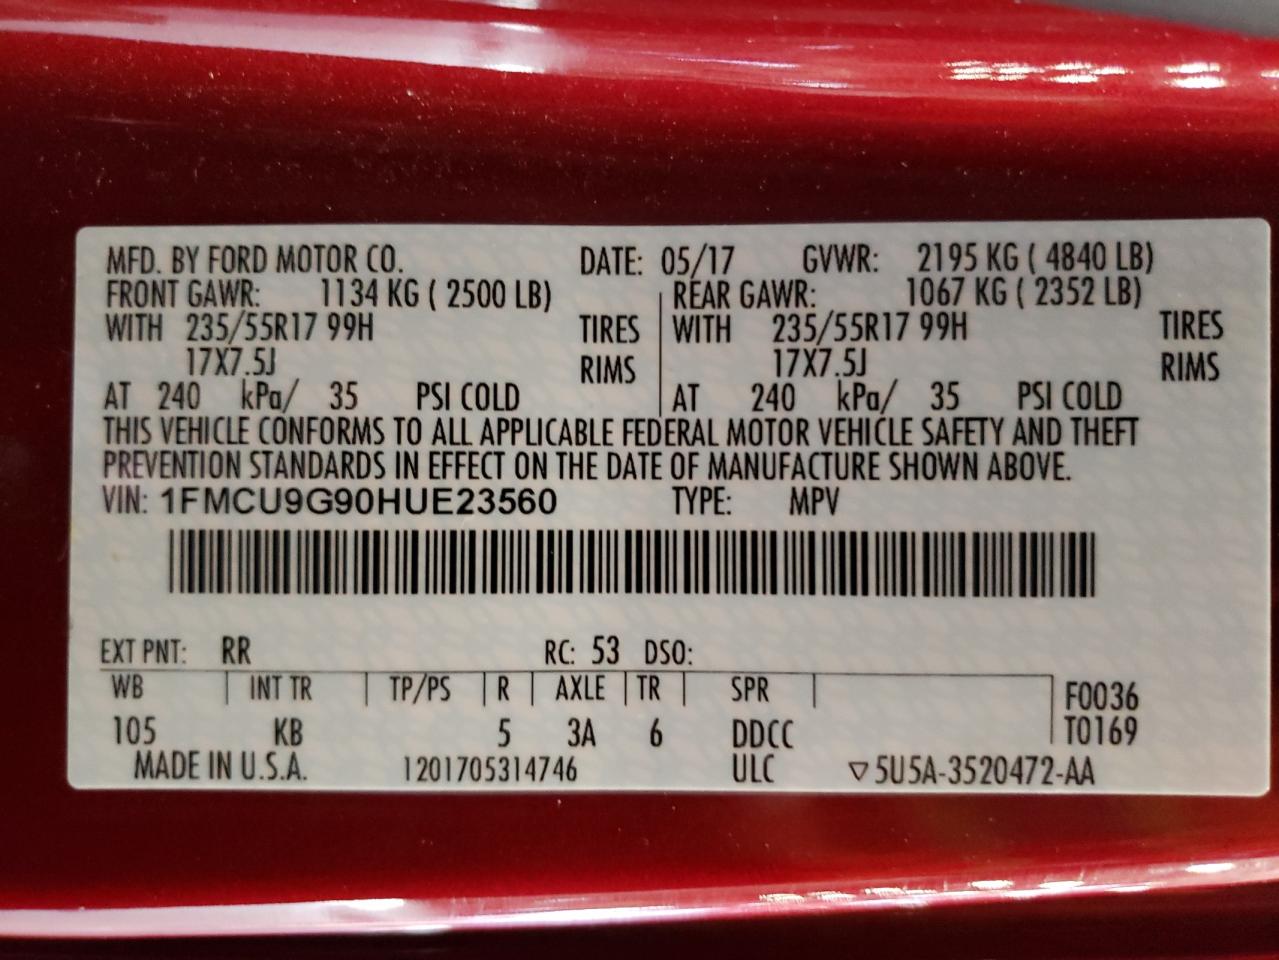 MFD. BY FORD MOTOR CO. DATE: 05/17 GVWR: 2195 KG ( 4840 LB)
FRONT GAWR: 1134 KG ( 2500 LB) REAR GAWR: 1067 KG ( 2352 LB)
WITH 235/55R17 99H TIRES WITH 235/55R17 99H TIRES
17X7.5J RIMS 17X7.5J RIMS
AT 240 kPa/ 35 PSI COLD AT 240 kPa/ 35 PSI COLD
THIS VEHICLE CONFORMS TO ALL APPLICABLE FEDERAL MOTOR VEHICLE SAFETY AND THEFT
PREVENTION STANDARDS IN EFFECT ON THE DATE OF MANUFACTURE SHOWN ABOVE.
VIN: 1FMCU9G90HUE23560 TYPE: MPV
EXT PNT: RR RC: 53 DSO:
WB INT TR TP/PS R AXLE TR SPR F0036
105 KB 5 3A 6 DDCC T0169
MADE IN U.S.A. 1201705314746 ULC ▽5U5A-3520472-AA